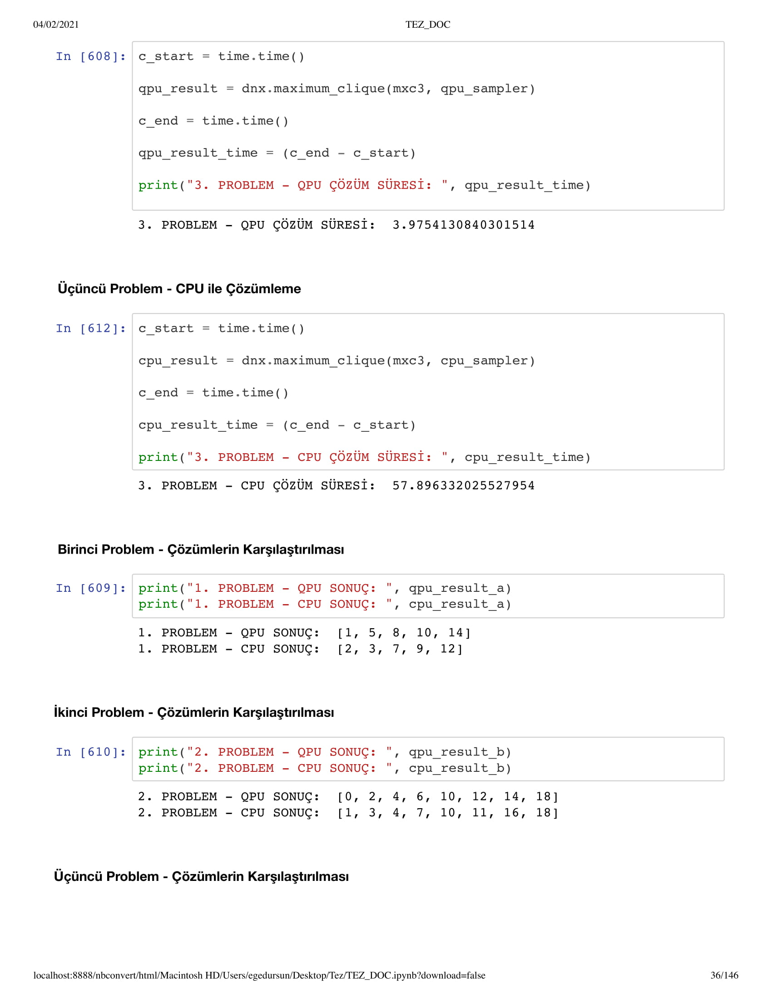 04/02/2021 TEZ_DOC
In [608]: c_start = time.time()
qpu_result = dnx.maximum_clique(mxc3, qpu_sampler)
c_end = time.time()
qpu_result_time = (c_end - c_start)
print("3. PROBLEM - QPU ÇÖZÜM SÜRESİ: ", qpu_result_time)
3. PROBLEM - QPU ÇÖZÜM SÜRESİ:  3.9754130840301514
Üçüncü Problem - CPU ile Çözümleme
In [612]: c_start = time.time()
cpu_result = dnx.maximum_clique(mxc3, cpu_sampler)
c_end = time.time()
cpu_result_time = (c_end - c_start)
print("3. PROBLEM - CPU ÇÖZÜM SÜRESİ: ", cpu_result_time)
3. PROBLEM - CPU ÇÖZÜM SÜRESİ:  57.896332025527954
Birinci Problem - Çözümlerin Karşılaştırılması
In [609]: print("1. PROBLEM - QPU SONUÇ: ", qpu_result_a)
print("1. PROBLEM - CPU SONUÇ: ", cpu_result_a)
1. PROBLEM - QPU SONUÇ:  [1, 5, 8, 10, 14]
1. PROBLEM - CPU SONUÇ:  [2, 3, 7, 9, 12]
İkinci Problem - Çözümlerin Karşılaştırılması
In [610]: print("2. PROBLEM - QPU SONUÇ: ", qpu_result_b)
print("2. PROBLEM - CPU SONUÇ: ", cpu_result_b)
2. PROBLEM - QPU SONUÇ:  [0, 2, 4, 6, 10, 12, 14, 18]
2. PROBLEM - CPU SONUÇ:  [1, 3, 4, 7, 10, 11, 16, 18]
Üçüncü Problem - Çözümlerin Karşılaştırılması
localhost:8888/nbconvert/html/Macintosh HD/Users/egedursun/Desktop/Tez/TEZ_DOC.ipynb?download=false 36/146